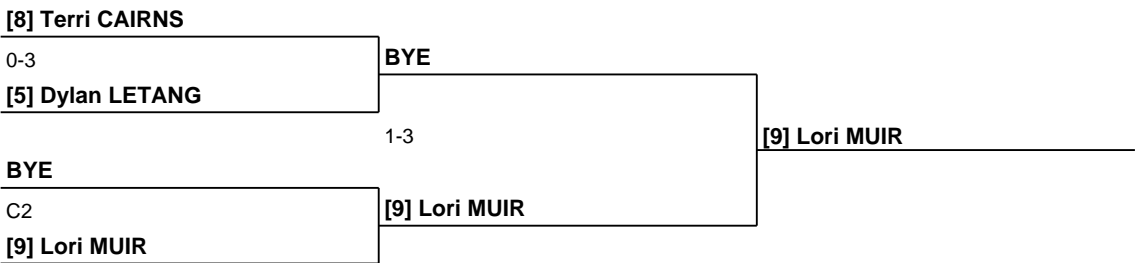 [8] Terri CAIRNS
0-3
BYE
[5] Dylan LETANG
1-3
[9] Lori MUIR
BYE
C2
[9] Lori MUIR
[9] Lori MUIR